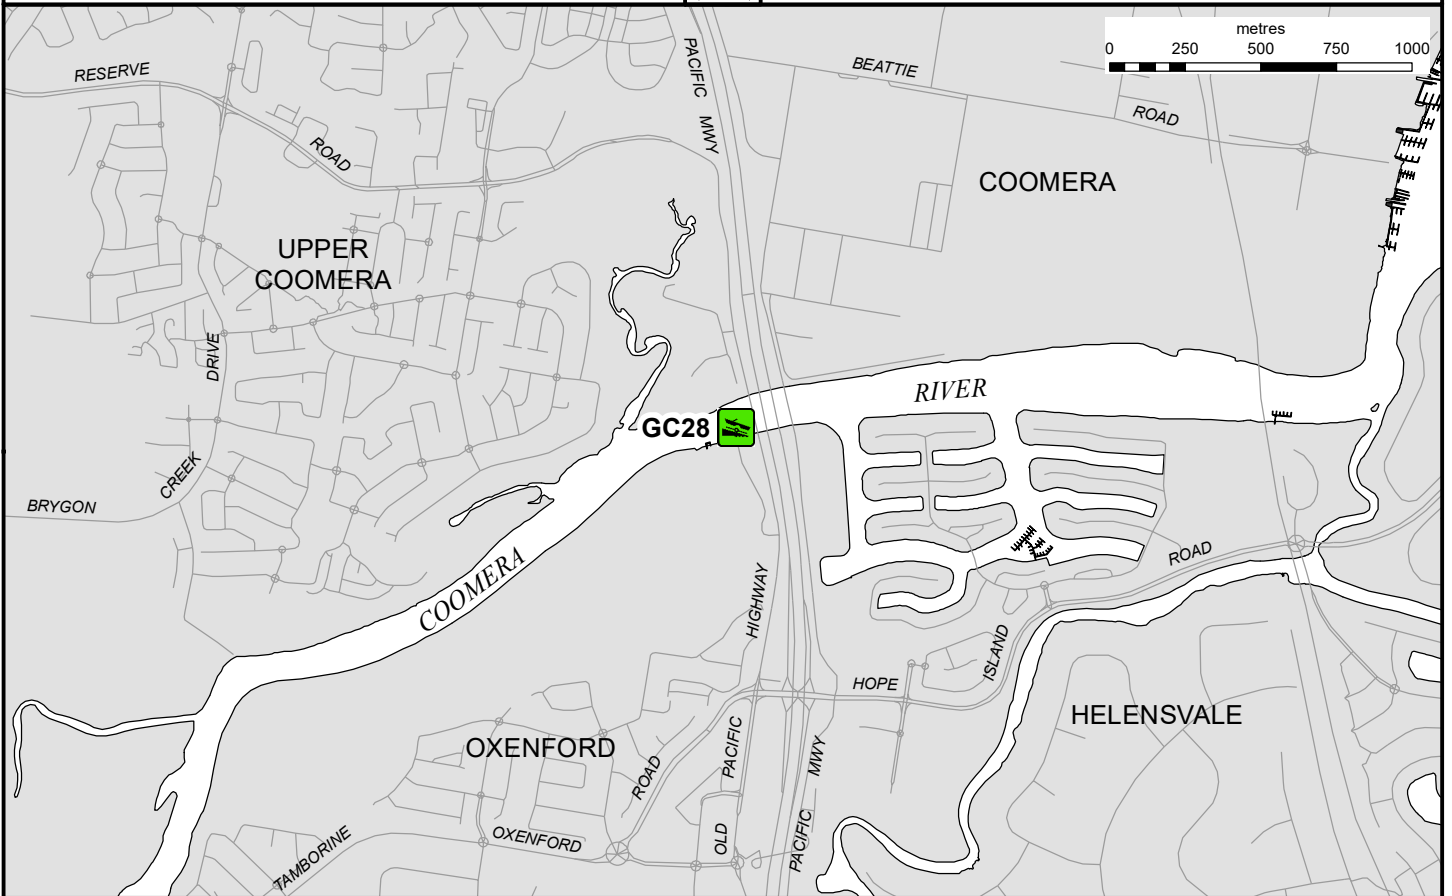 metres
0 250 500 750 1000
PACIFIC
MWY
RESERVE
BEATTIE
ROAD
ROAD
COOMERA
UPPER
COOMERA
DRIVE
RIVER
GC28
CREEK
BRYGON
COOMERA
ROAD
HIGHWAY
ISLAND
HOPE
HELENSVALE
OXENFORD
PACIFIC
MWY
ROAD
OXENFORD
OLD
PACIFIC
TAMBORINE